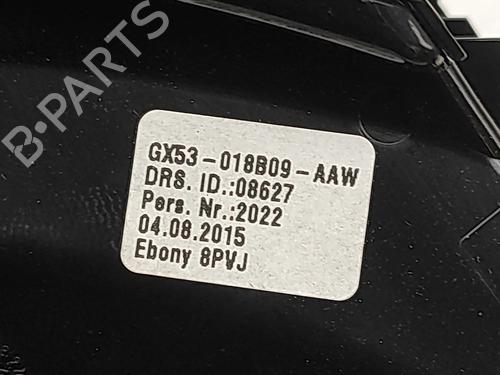 B-PARTS
GX53-018B09-AAW
DRS. ID.:08627
Pers. Nr.:2022
04.08.2015
Ebony 8PVJ